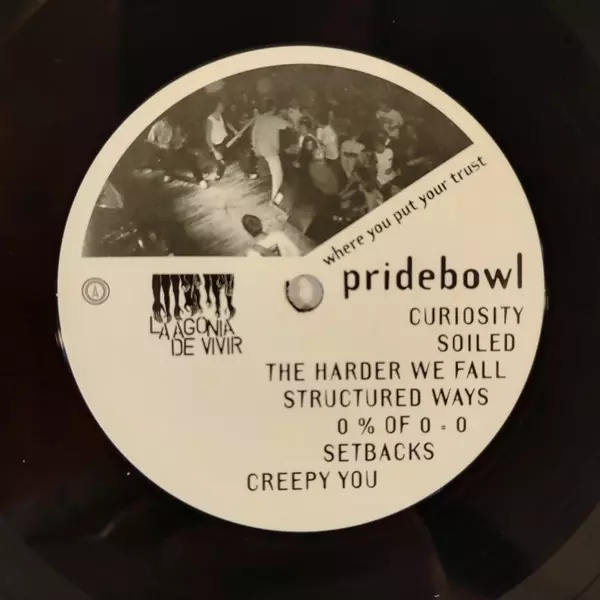 where you put your trust
pridebowl
A
LA AGONIA
DE VIVIR
CURIOSITY
SOILED
THE HARDER WE FALL
STRUCTURED WAYS
0 % OF 0 = 0
SETBACKS
CREEPY YOU